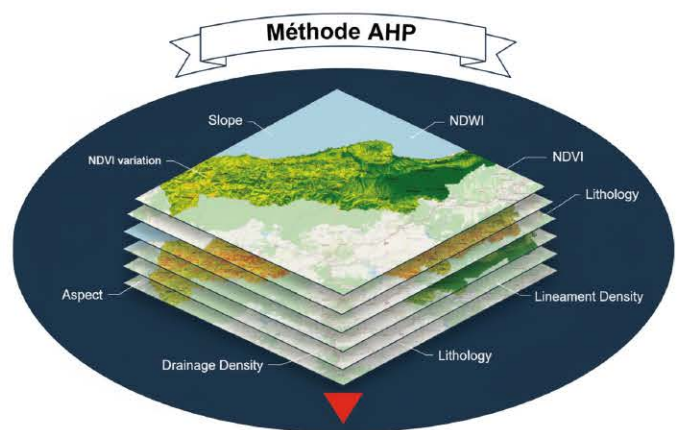 Méthode AHP
Slope
NDWI
NDVI variation
NDVI
Lithology
Aspect
Lineament Density
Drainage Density
Lithology